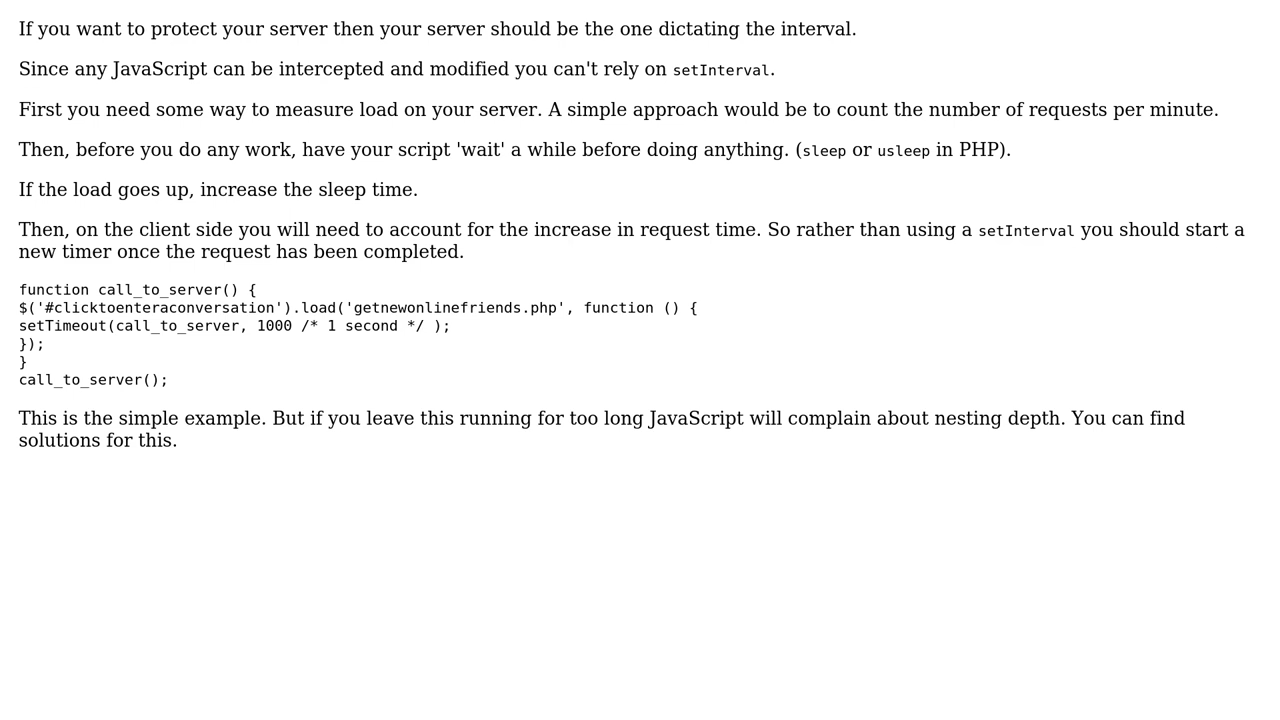 If you want to protect your server then your server should be the one dictating the interval.
Since any JavaScript can be intercepted and modified you can't rely on setInterval.
First you need some way to measure load on your server. A simple approach would be to count the number of requests per minute.
Then, before you do any work, have your script 'wait' a while before doing anything. (sleep or usleep in PHP).
If the load goes up, increase the sleep time.
Then, on the client side you will need to account for the increase in request time. So rather than using a setInterval you should start a
new timer once the request has been completed.
function call_to_server() {
$('#clicktoenteraconversation').load('getnewonlinefriends.php', function () {
setTimeout(call_to_server, 1000 /* 1 second */ );
});
}
call_to_server();
This is the simple example. But if you leave this running for too long JavaScript will complain about nesting depth. You can find
solutions for this.